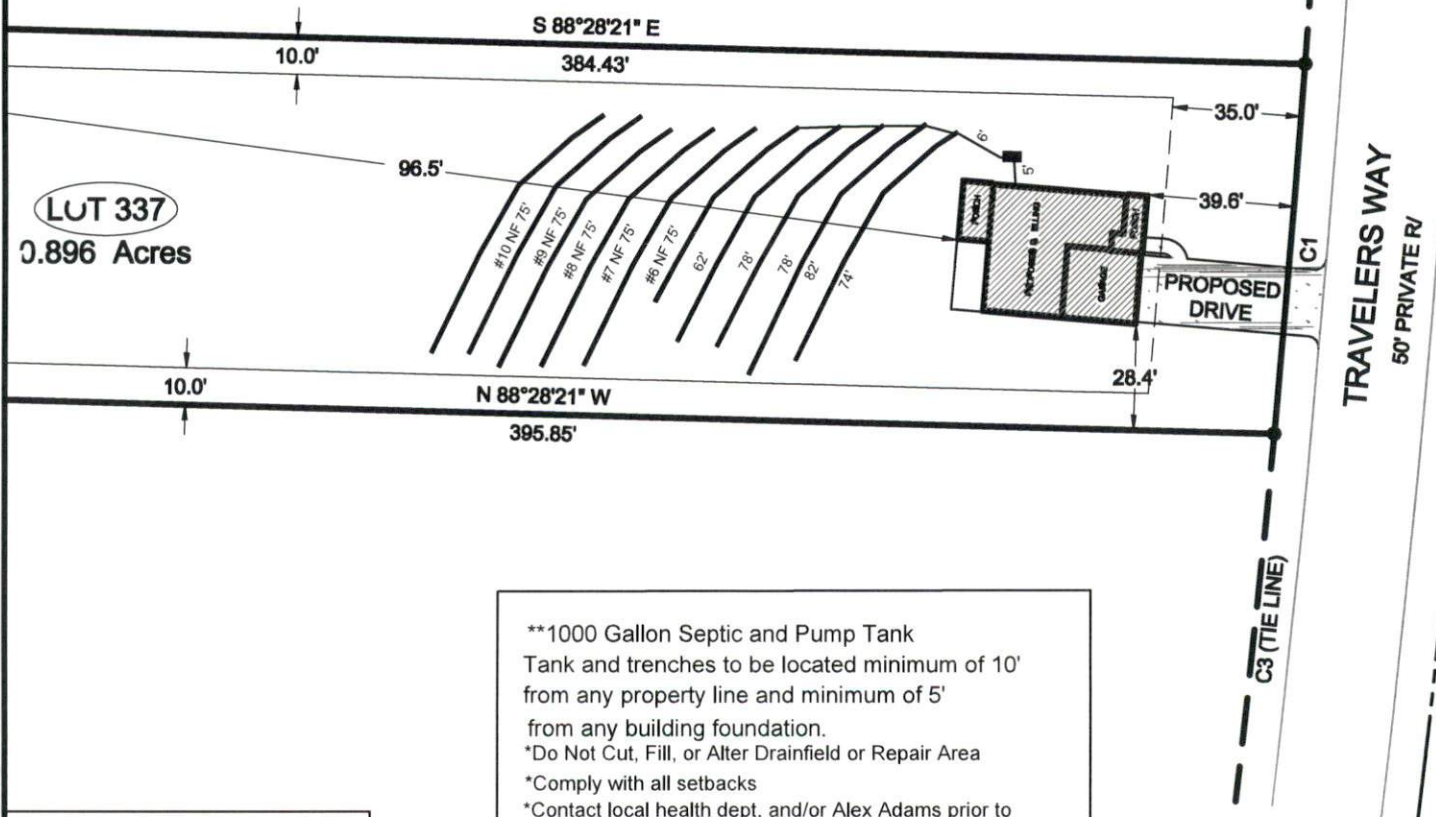 S 88°28'21" E
10.0'
384.43'
35.0'
6'
5'
96.5'
39.6'
LOT 337
0.896 Acres
PORCH
PORCH
GARAGE
#10 NF 75'
#9 NF 75'
#8 NF 75'
#7 NF 75'
#6 NF 75'
62'
78'
78'
82'
74'
C1
PROPOSED
DRIVE
TRAVELERS WAY
50' PRIVATE R/
28.4'
10.0'
N 88°28'21" W
395.85'
C3 (TIE LINE)
**1000 Gallon Septic and Pump Tank
Tank and trenches to be located minimum of 10'
from any property line and minimum of 5'
from any building foundation.
*Do Not Cut, Fill, or Alter Drainfield or Repair Area
*Comply with all setbacks
*Contact local health dept. and/or Alex Adams prior to